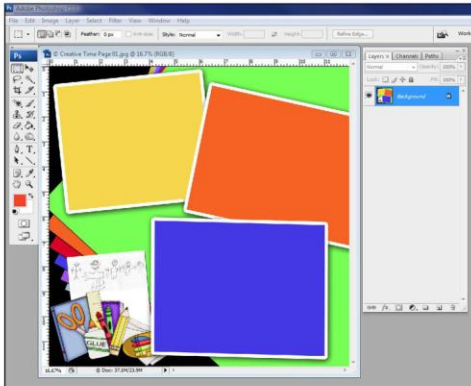 Adobe Photoshop CS3
File Edit Image Layer Select Filter View Window Help
Feather: 0 px
Style: Normal
Width:
Height:
Refine Edge...
Work
Ps
© Creative Time Page 01.jpg @ 16.7% (RGB/8)
Layers × Channels Paths
Normal
Opacity: 100%
Lock:
Fill: 100%
Background
GLUE
16.67%
Doc: 37.8M/23.9M